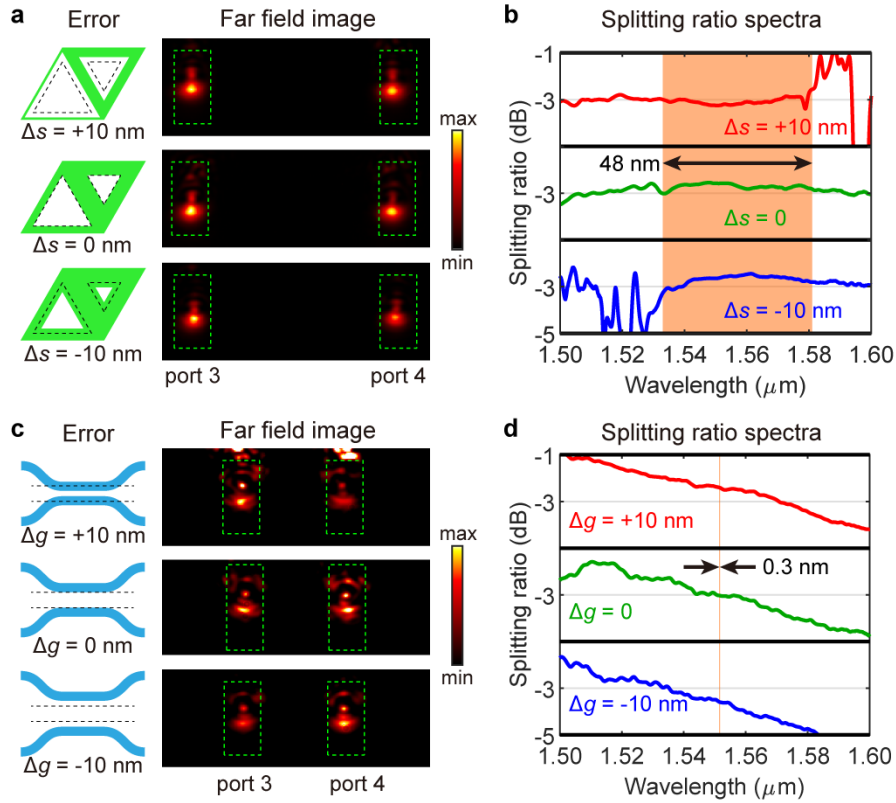 a
Error
Far field image
Δs = +10 nm
Δs = 0 nm
Δs = -10 nm
port 3
port 4
max
min
b
Splitting ratio spectra
Splitting ratio (dB)
-1
-3
-3
-3
-5
Δs = +10 nm
48 nm
Δs = 0
Δs = -10 nm
1.50
1.52
1.54
1.56
1.58
1.60
Wavelength (μm)
c
Error
Far field image
Δg = +10 nm
Δg = 0 nm
Δg = -10 nm
port 3
port 4
max
min
d
Splitting ratio spectra
Splitting ratio (dB)
-1
-3
-3
-3
-5
Δg = +10 nm
0.3 nm
Δg = 0
Δg = -10 nm
1.50
1.52
1.54
1.56
1.58
1.60
Wavelength (μm)